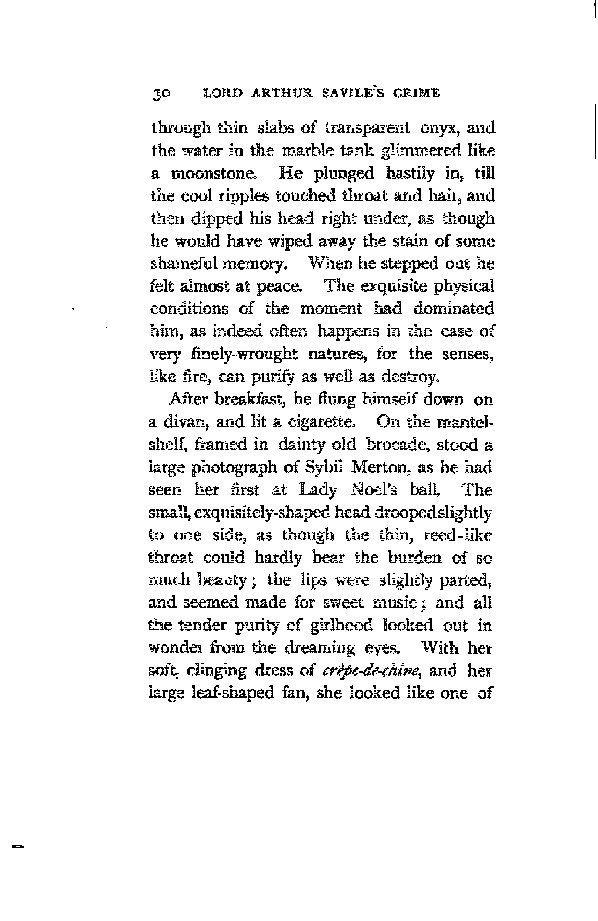 30 LORD ARTHUR SAVILE'S CRIME
through thin slabs of transparent onyx, and
the water in the marble tank glimmered like
a moonstone. He plunged hastily in, till
the cool ripples touched throat and hair, and
then dipped his head right under, as though
he would have wiped away the stain of some
shameful memory. When he stepped out he
felt almost at peace. The exquisite physical
conditions of the moment had dominated
him, as indeed often happens in the case of
very finely-wrought natures, for the senses,
like fire, can purify as well as destroy.
After breakfast, he flung himself down on
a divan, and lit a cigarette. On the mantel-
shelf, framed in dainty old brocade, stood a
large photograph of Sybil Merton, as he had
seen her first at Lady Noel's ball. The
small, exquisitely-shaped head drooped slightly
to one side, as though the thin, reed-like
throat could hardly bear the burden of so
much beauty; the lips were slightly parted,
and seemed made for sweet music; and all
the tender purity of girlhood looked out in
wonder from the dreaming eyes. With her
soft, clinging dress of crêpe-de-chine, and her
large leaf-shaped fan, she looked like one of